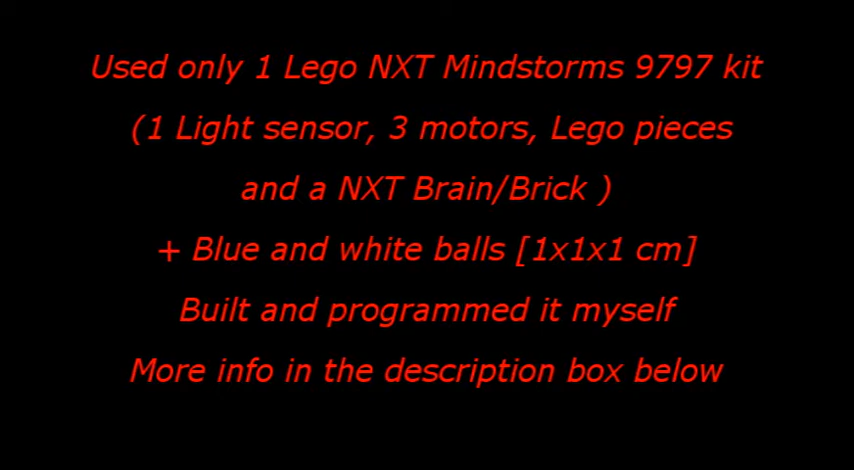 Used only 1 Lego NXT Mindstorms 9797 kit
(1 Light sensor, 3 motors, Lego pieces
and a NXT Brain/Brick )
+ Blue and white balls [1x1x1 cm]
Built and programmed it myself
More info in the description box below